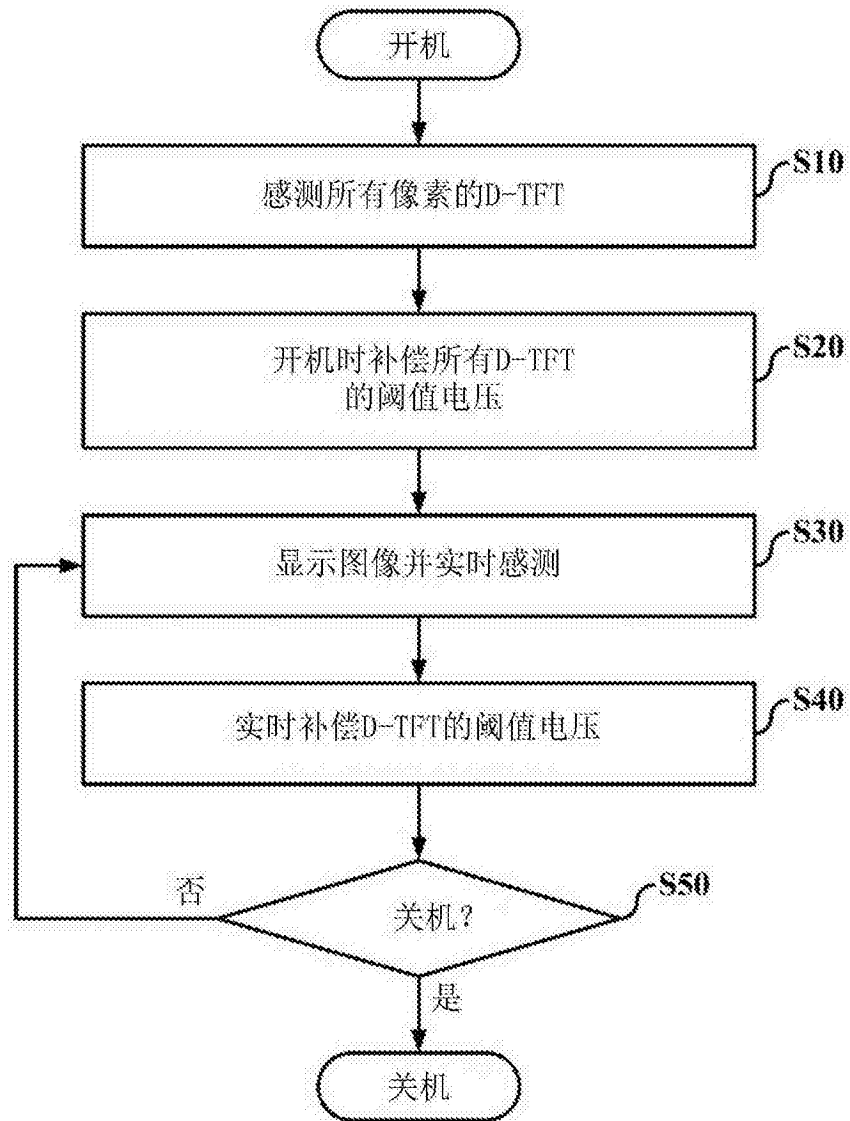 开机
感测所有像素的D-TFT
S10
开机时补偿所有D-TFT
的阈值电压
S20
显示图像并实时感测
S30
实时补偿D-TFT的阈值电压
S40
关机?
S50
否
是
关机